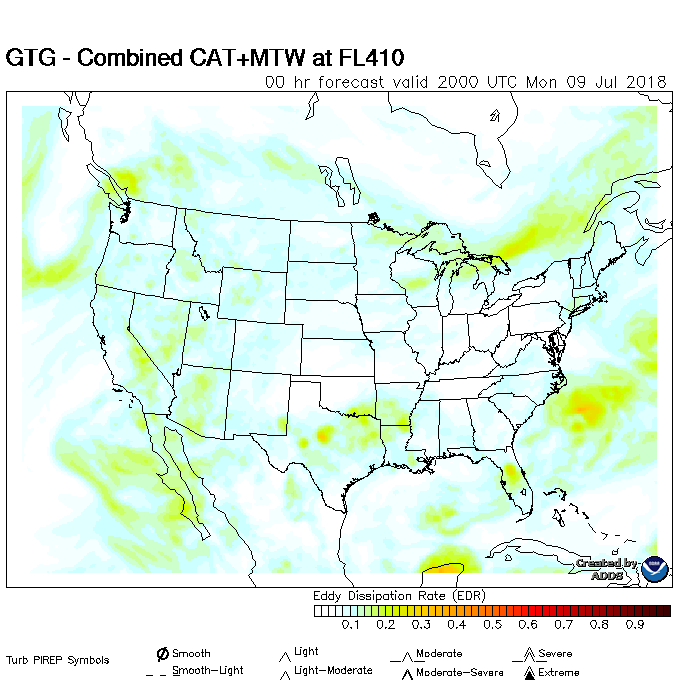 GTG - Combined CAT+MTW at FL410
00 hr forecast valid 2000 UTC Mon 09 Jul 2018
Created by
ADDS
Eddy Dissipation Rate (EDR)
0.1 0.2 0.3 0.4 0.5 0.6 0.7 0.8 0.9
Turb PIREP Symbols
Smooth Light Moderate Severe
Smooth-Light Light-Moderate Moderate-Severe Extreme